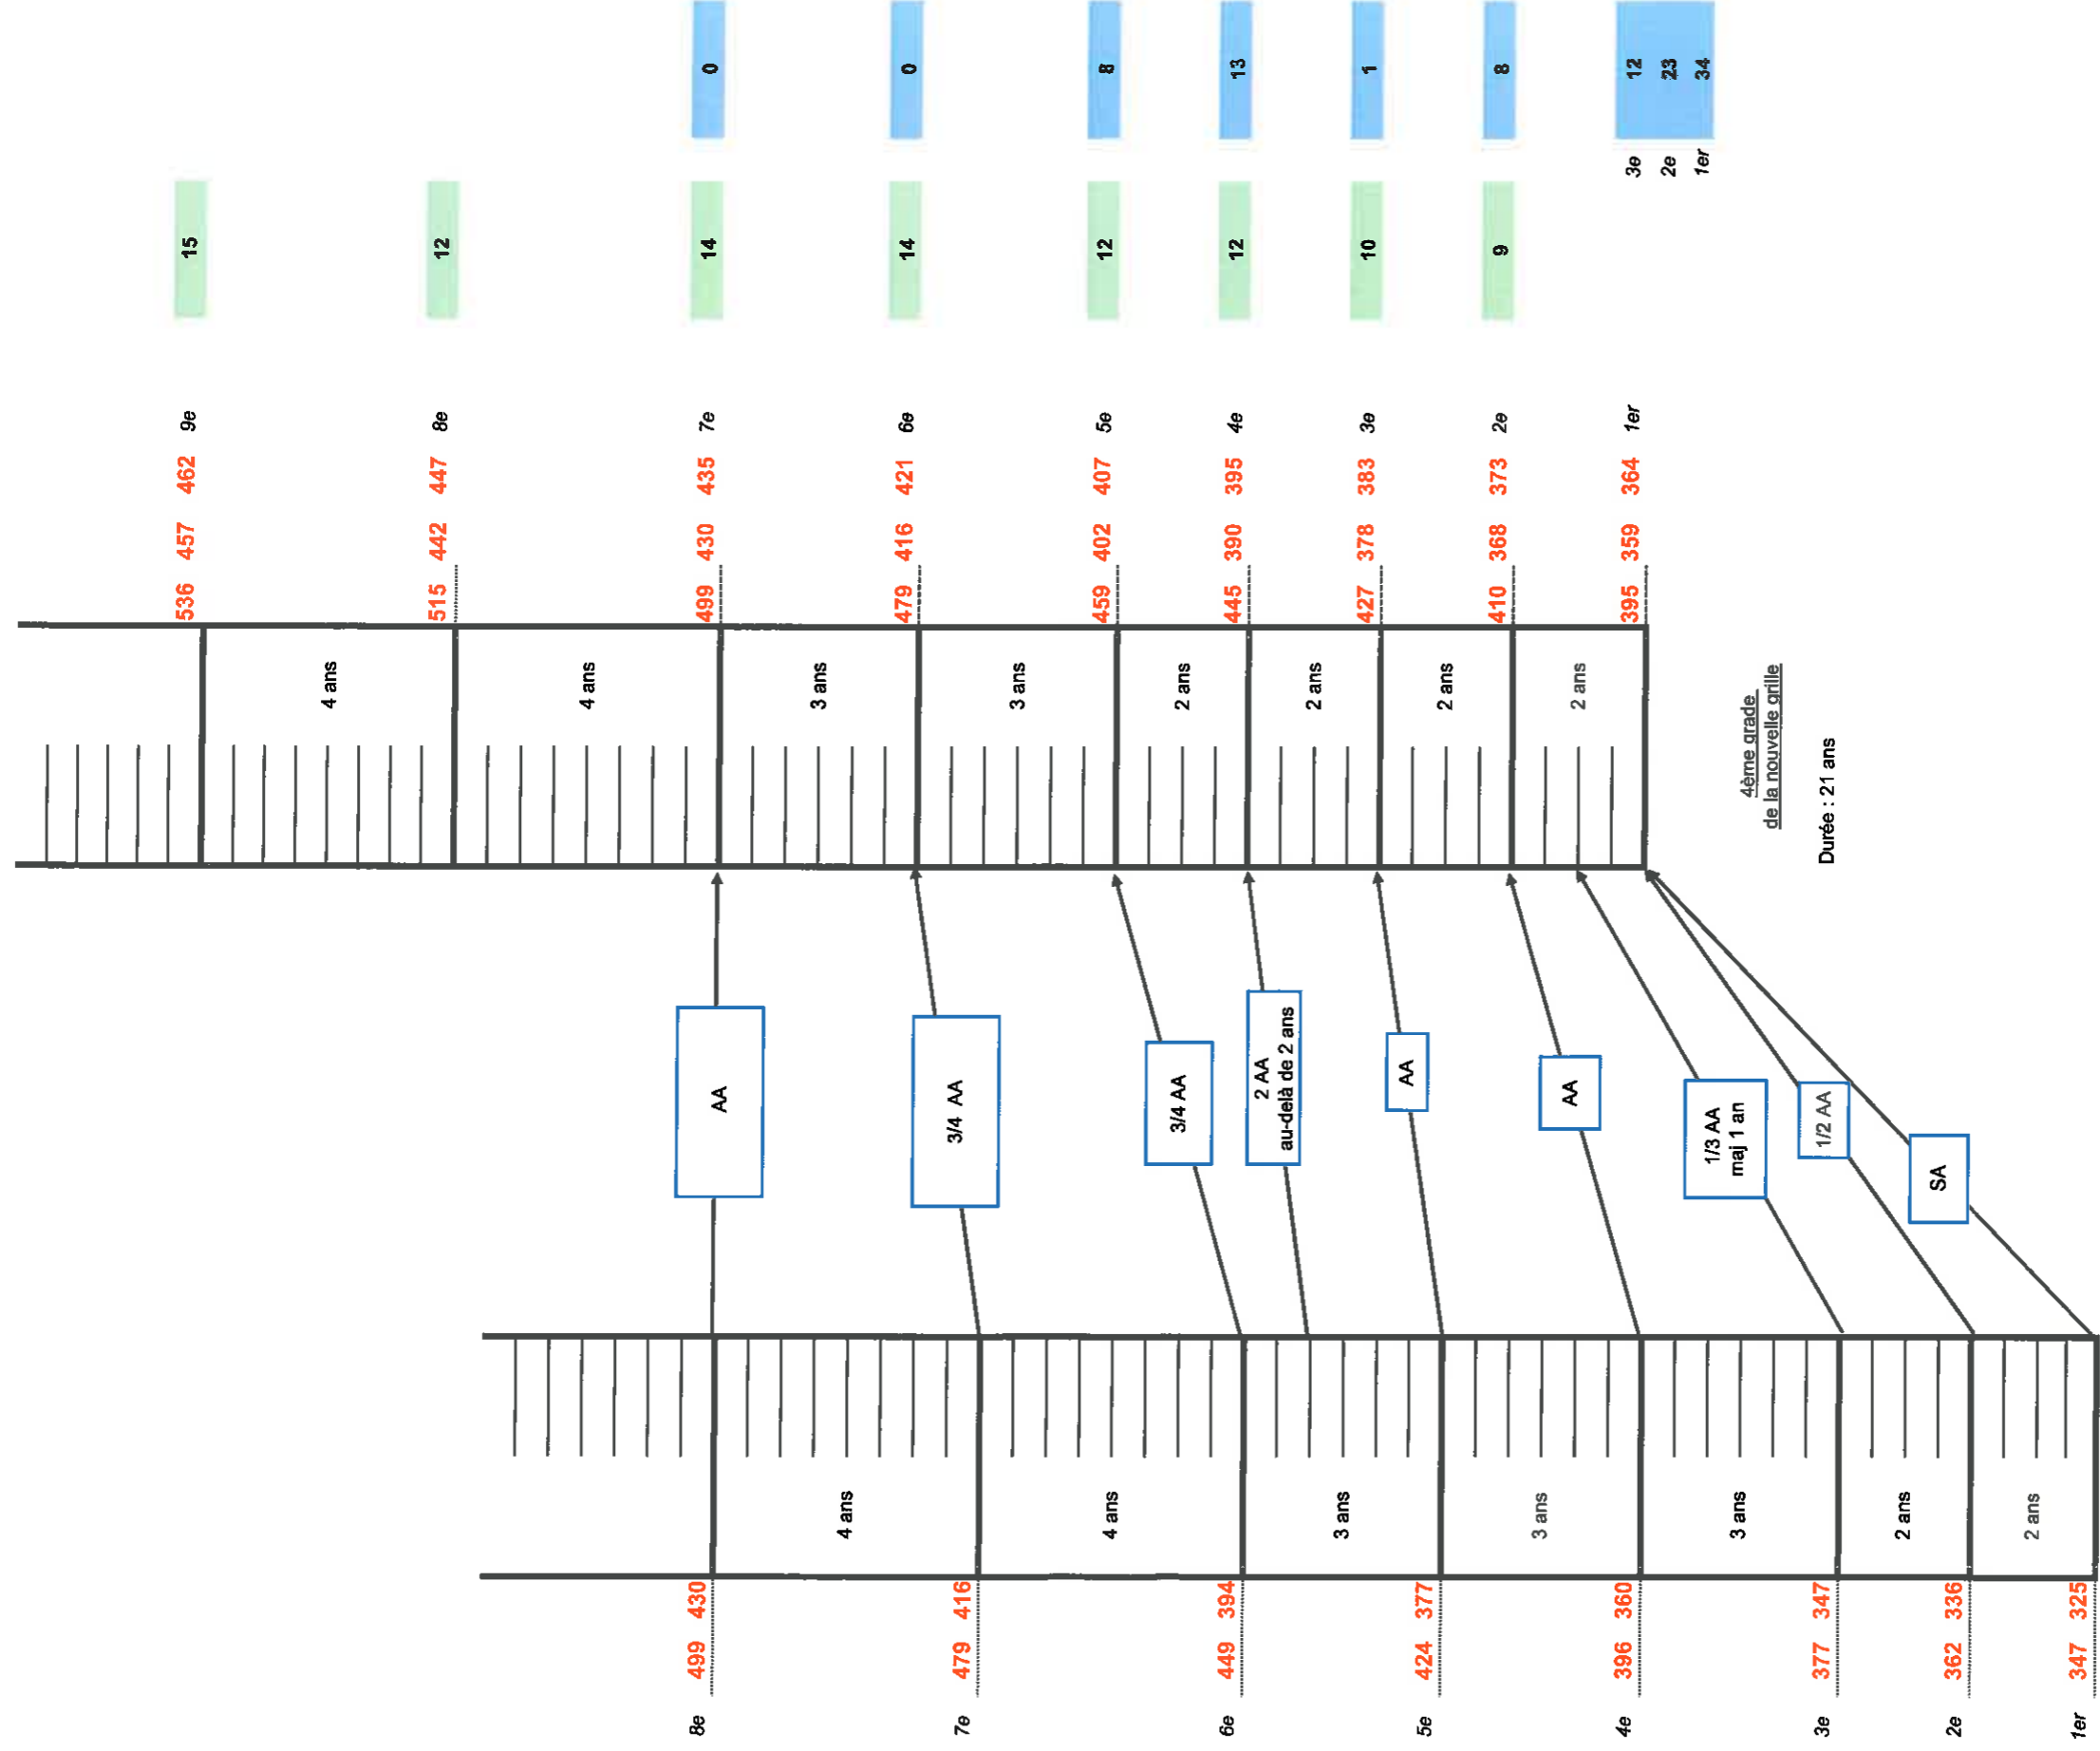 536 457 462 9e 15
4 ans
515 442 447 8e 12
4 ans
8e 499 430 AA 499 430 435 7e 14 0
4 ans 3 ans
479 416 421 6e 14 0
7e 479 416 3/4 AA
3 ans
4 ans
459 402 407 5e 12 8
3/4 AA 2 ans
6e 449 394 445 390 395 4e 12 13
2 AA
au-delà de 2 ans
3 ans 2 ans
427 378 383 3e 10 1
5e 424 377 AA
2 ans
410 368 373 2e 9 8
3 ans AA 2 ans
6e
4e 396 360 395 359 364 1er
3e 12
2e 23
1er 34
1/3 AA
maj 1 an
3 ans
4ème grade
de la nouvelle grille
3e 377 347 1/2 AA Durée : 21 ans
2 ans
SA
2e 362 336
2 ans
1er 347 325